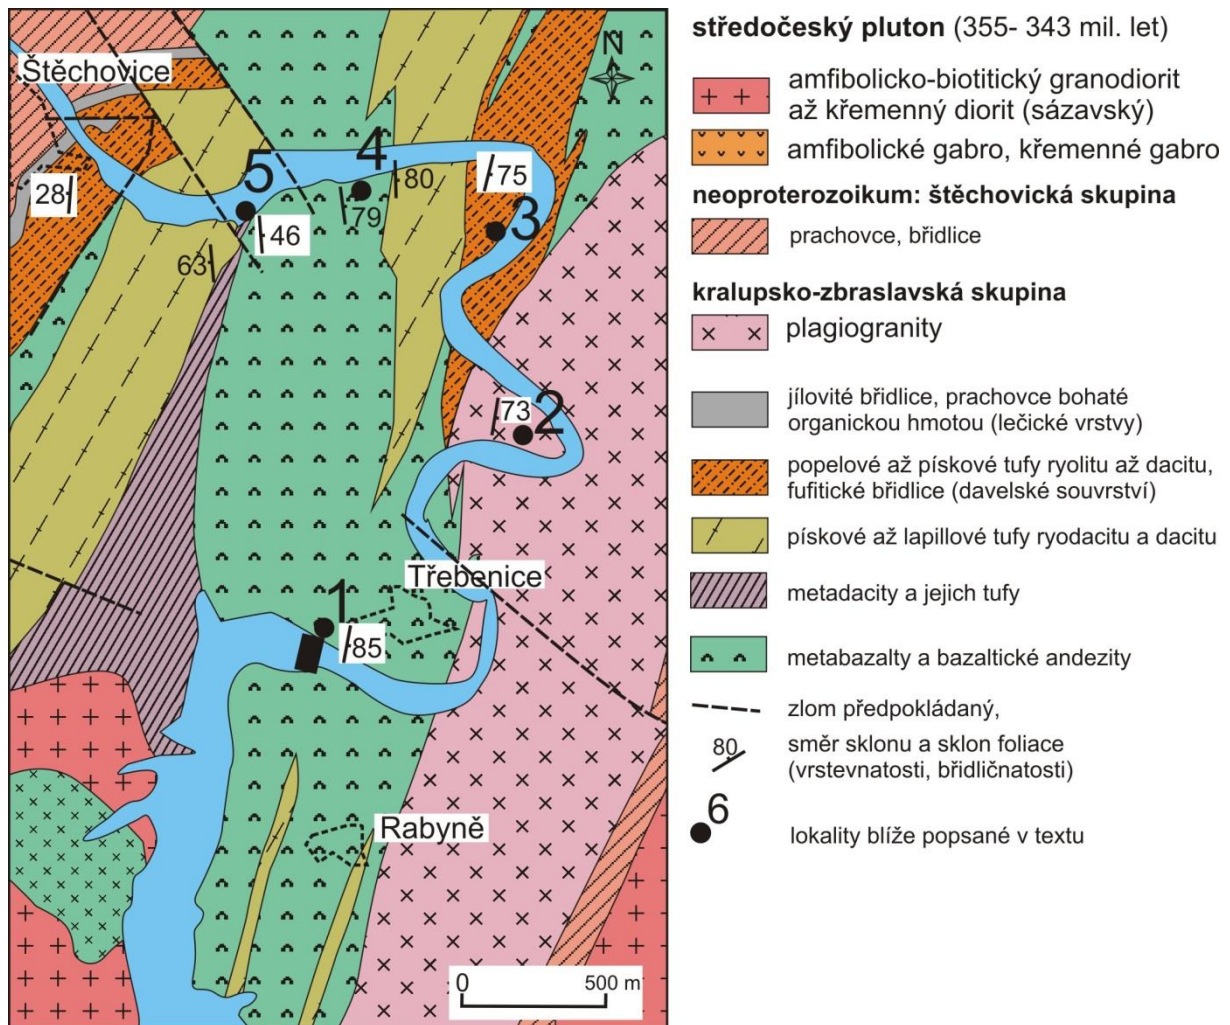 Štěchovice
N
5
4
80
75
28
46
79
3
63
73
2
Třebenice
1
85
Rabyně
0
500 m
středočeský pluton (355- 343 mil. let)
amfibolicko-biotitický granodiorit
až křemenný diorit (sázavský)
amfibolické gabro, křemenné gabro
neoproterozoikum: štěchovická skupina
prachovce, břidlice
kralupsko-zbraslavská skupina
plagiogranity
jílovité břidlice, prachovce bohaté
organickou hmotou (lečické vrstvy)
popelové až pískové tufy ryolitu až dacitu,
fufitické břidlice (davelské souvrství)
pískové až lapillové tufy ryodacitu a dacitu
metadacity a jejich tufy
metabazalty a bazaltické andezity
zlom předpokládaný,
80
směr sklonu a sklon foliace
(vrstevnatosti, břidličnatosti)
6
lokality blíže popsané v textu